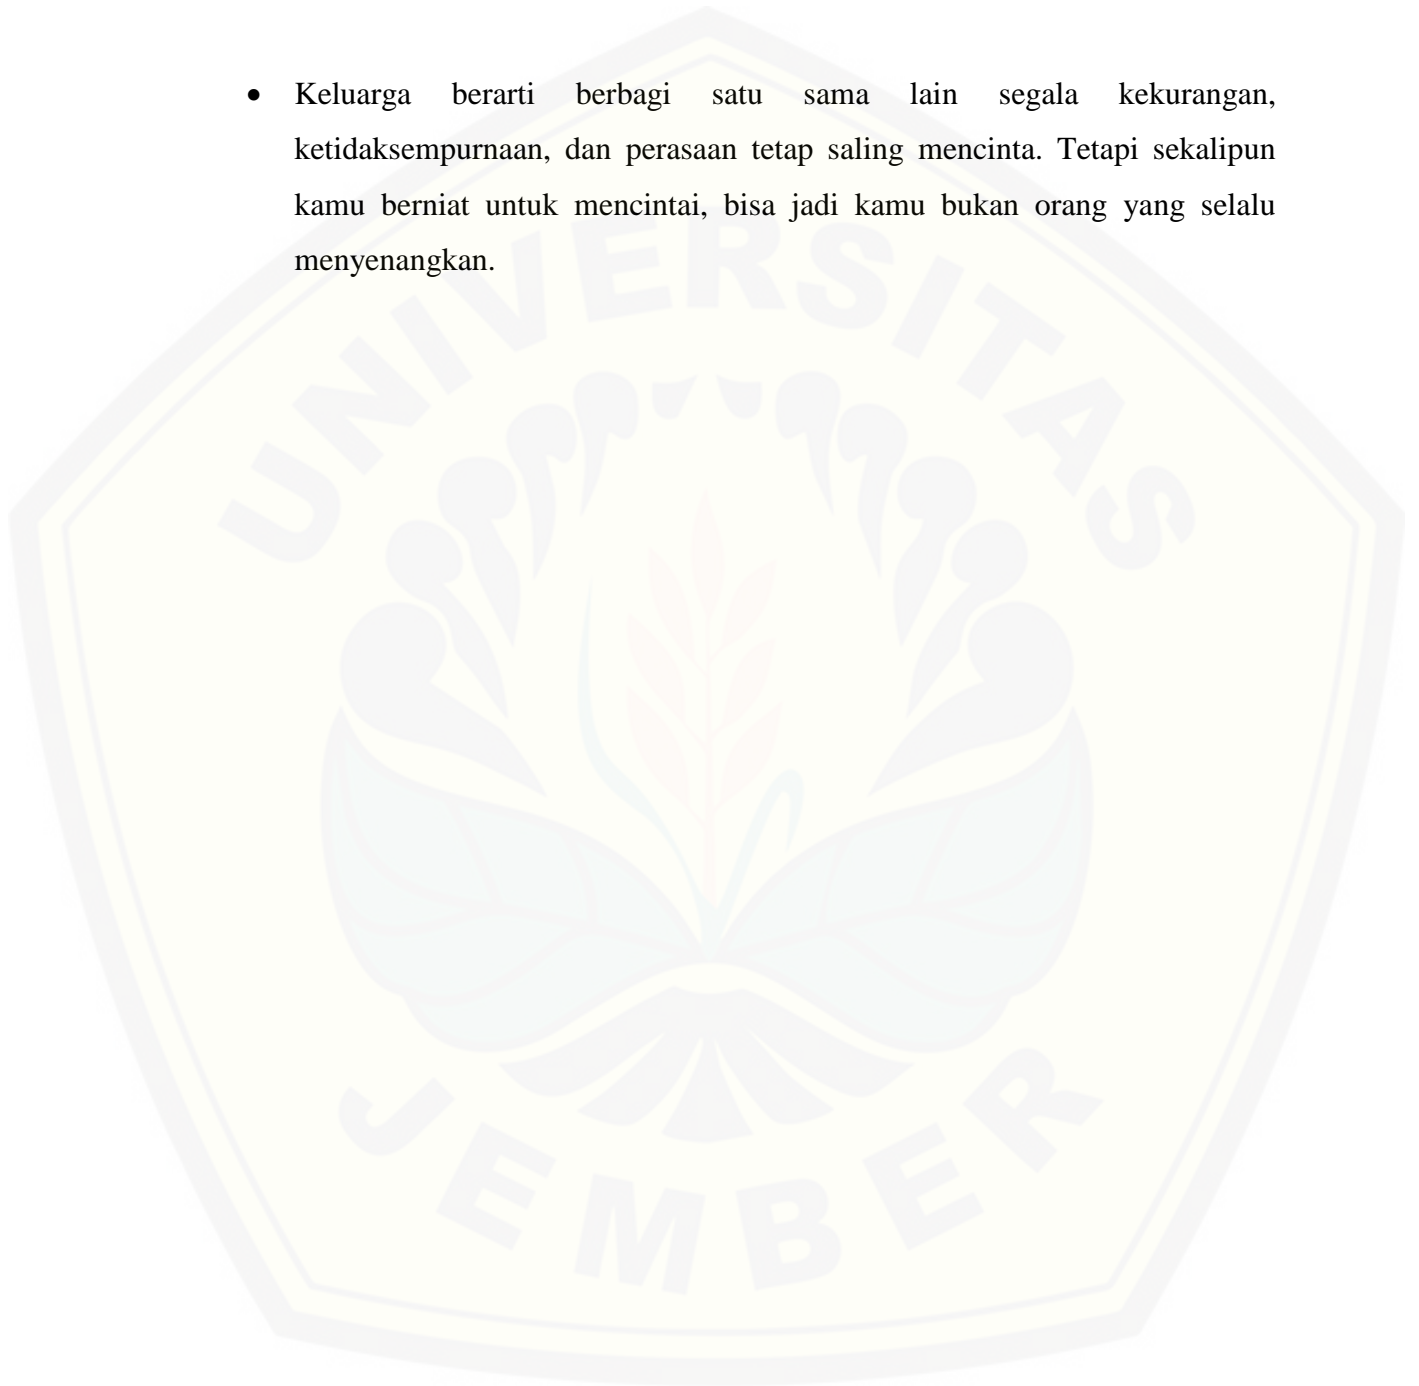 • Keluarga berarti berbagi satu sama lain segala kekurangan,
ketidaksempurnaan, dan perasaan tetap saling mencinta. Tetapi sekalipun
kamu berniat untuk mencintai, bisa jadi kamu bukan orang yang selalu
menyenangkan.
UNIVERSITAS
JEMBER